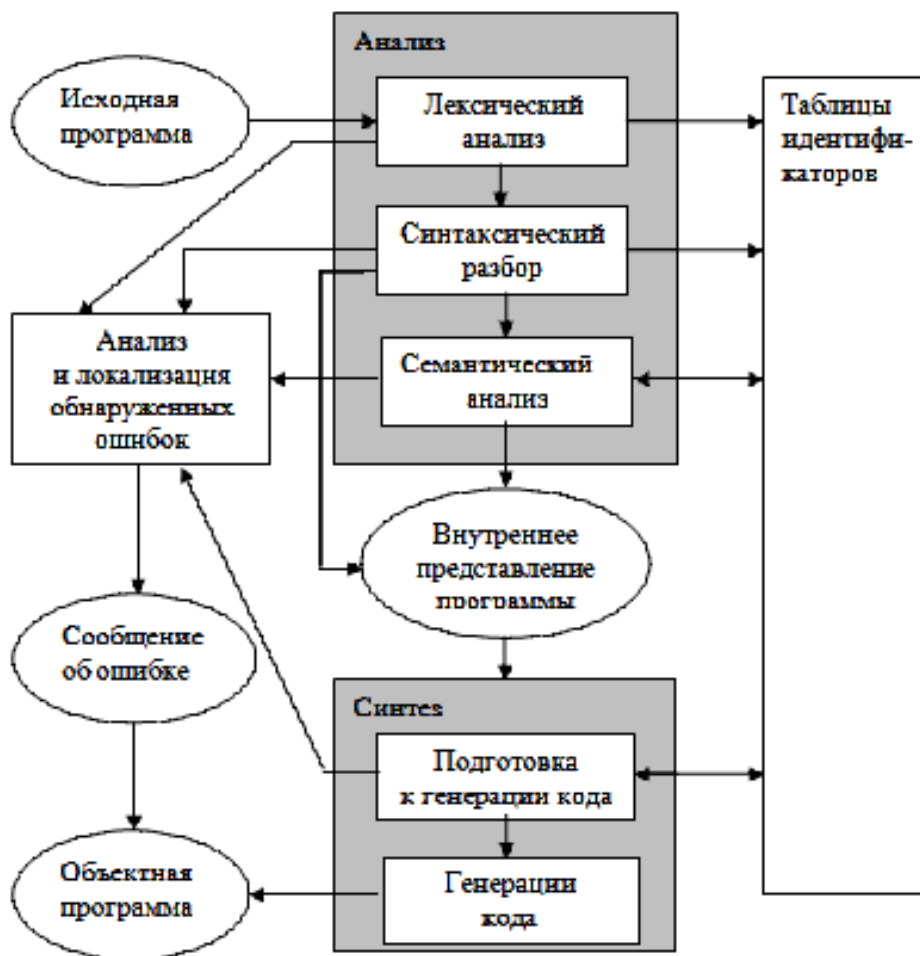 Анализ
Исходная
программа
Лексический
анализ
Таблицы
идентифи-
каторов
Синтаксический
разбор
Анализ
и локализация
обнаруженных
ошибок
Семантический
анализ
Внутреннее
представление
программы
Сообщение
об ошибке
Синтез
Подготовка
к генерации кода
Объектная
программа
Генерации
кода